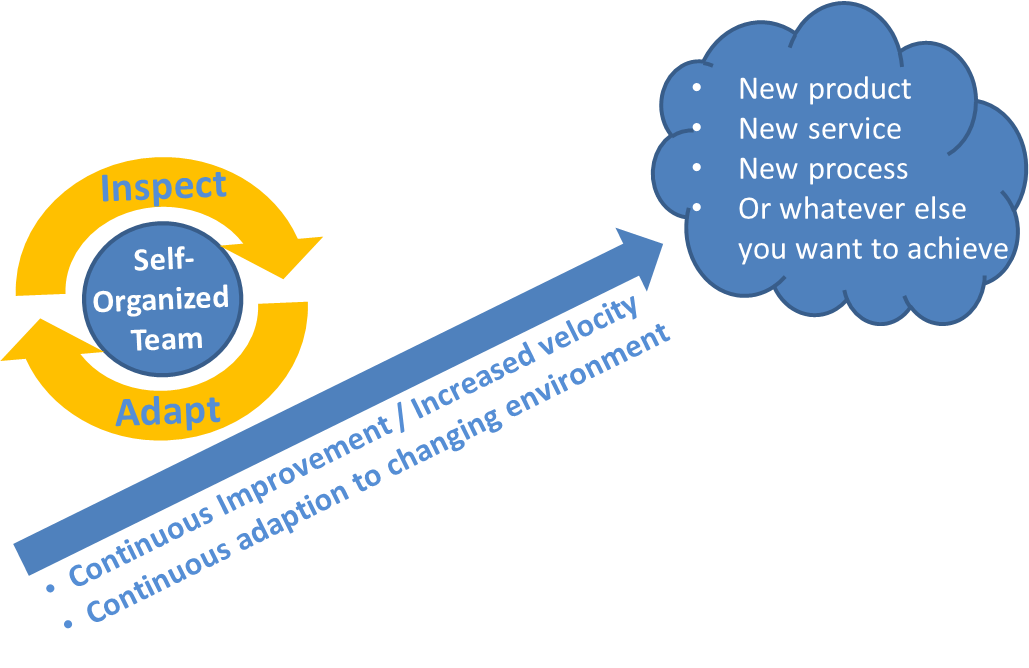 Inspect
Self-
Organized
Team
Adapt
• New product
• New service
• New process
• Or whatever else
you want to achieve
• Continuous Improvement / Increased velocity
• Continuous adaption to changing environment